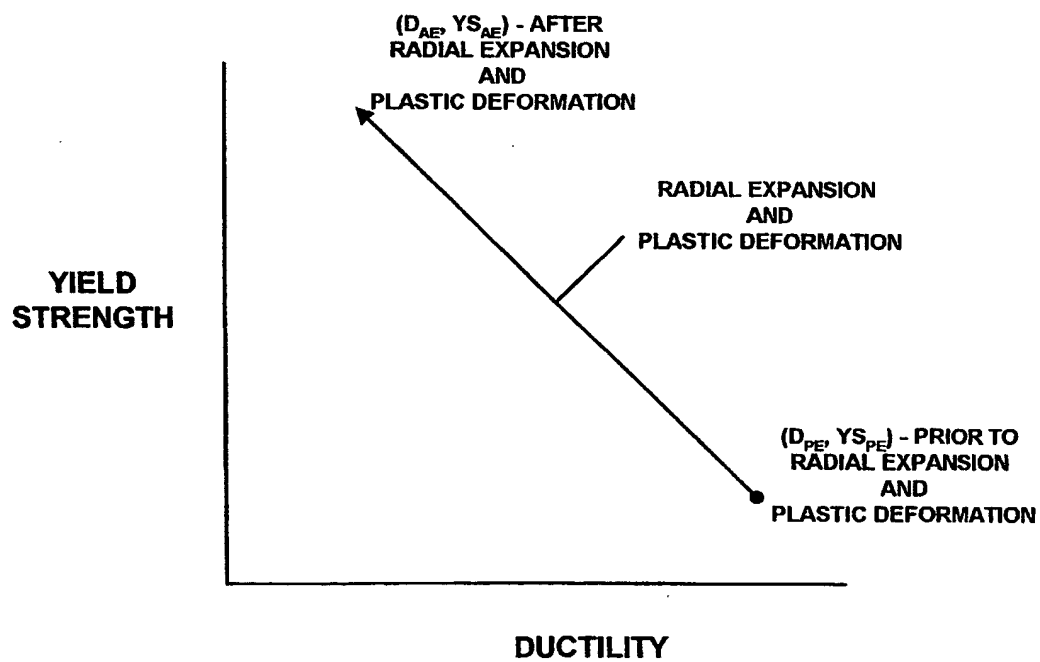 (D_AE, YS_AE) - AFTER
RADIAL EXPANSION
AND
PLASTIC DEFORMATION
RADIAL EXPANSION
AND
PLASTIC DEFORMATION
YIELD
STRENGTH
(D_PE, YS_PE) - PRIOR TO
RADIAL EXPANSION
AND
PLASTIC DEFORMATION
DUCTILITY